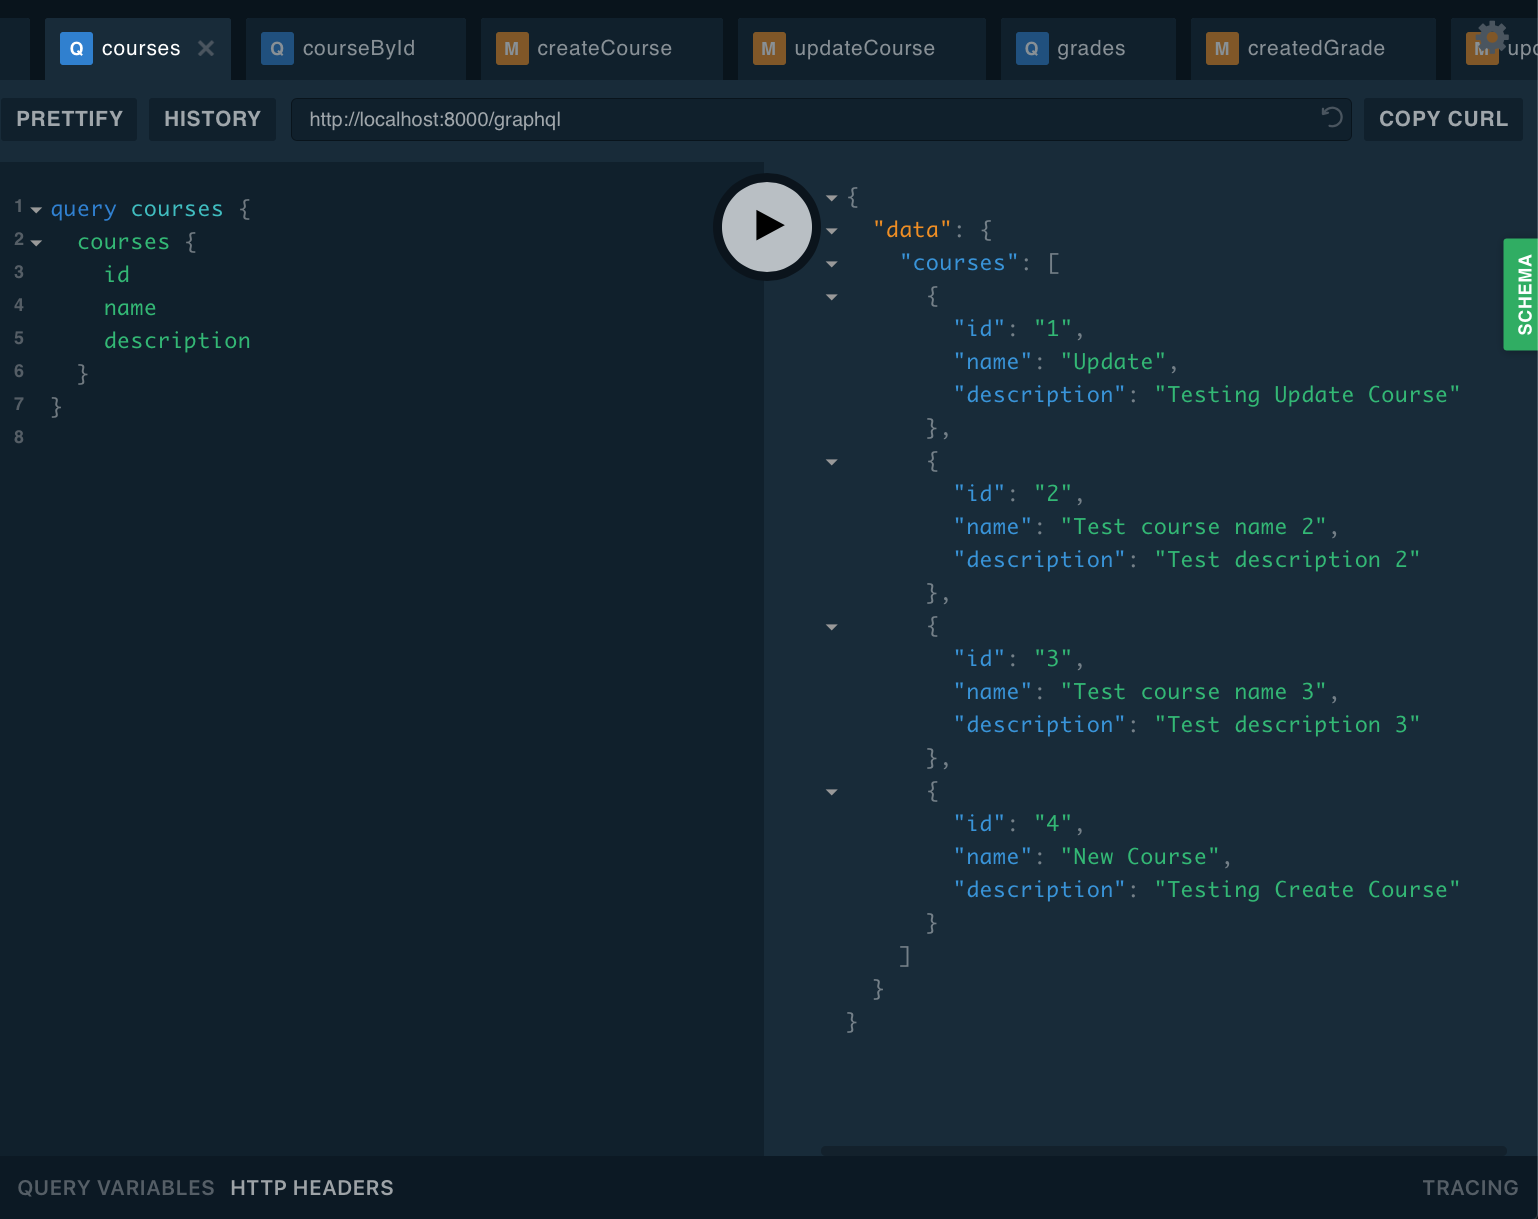 Q courses Q courseById M createCourse M updateCourse Q grades M createdGrade M
PRETTIFY HISTORY http://localhost:8000/graphql COPY CURL
1 query courses {
2 courses {
3 id
4 name
5 description
6 }
7 }
8
{
"data": {
"courses": [
{
"id": "1",
"name": "Update",
"description": "Testing Update Course"
},
{
"id": "2",
"name": "Test course name 2",
"description": "Test description 2"
},
{
"id": "3",
"name": "Test course name 3",
"description": "Test description 3"
},
{
"id": "4",
"name": "New Course",
"description": "Testing Create Course"
}
]
}
}
SCHEMA
QUERY VARIABLES HTTP HEADERS TRACING